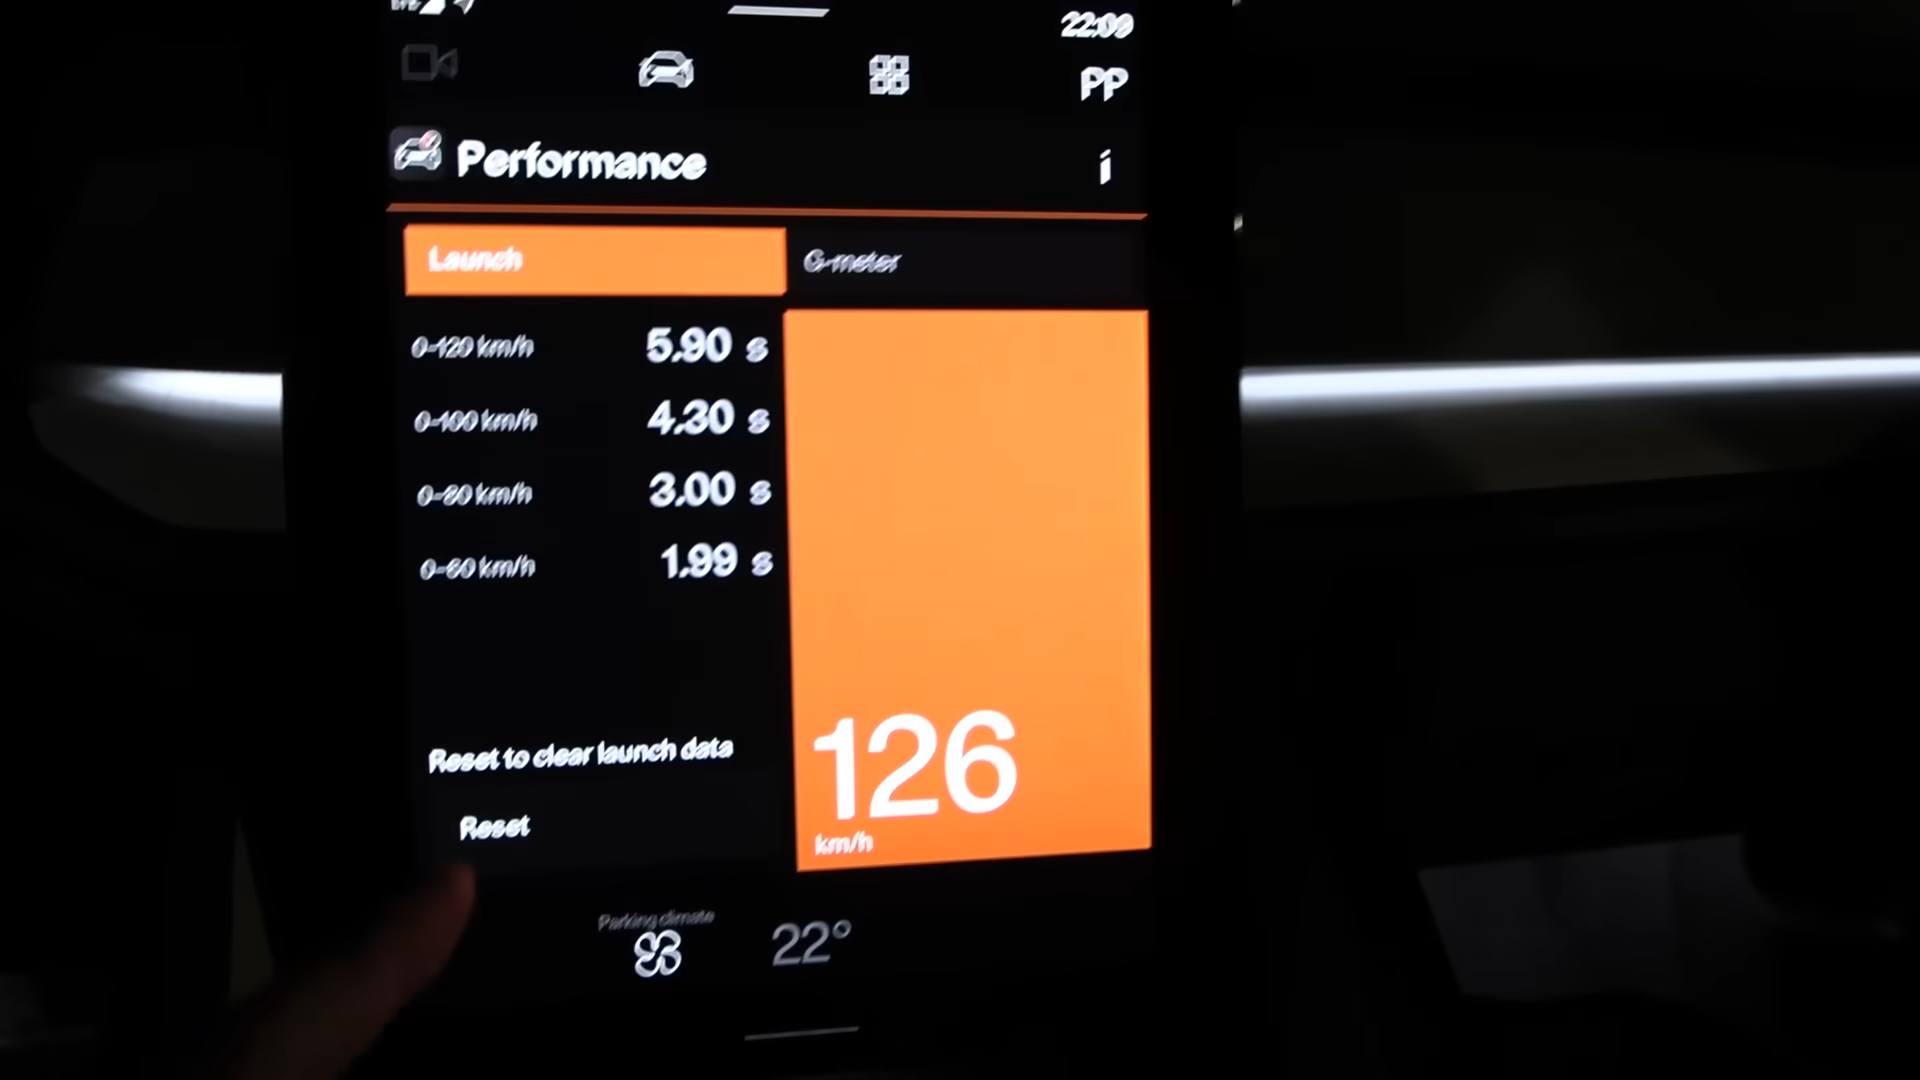 22:09
PP
Performance
i
Launch
G-meter
0-120 km/h 5.90 s
0-100 km/h 4.30 s
0-80 km/h 3.00 s
0-60 km/h 1.99 s
126
km/h
Reset to clear launch data
Reset
Parking climate
22°